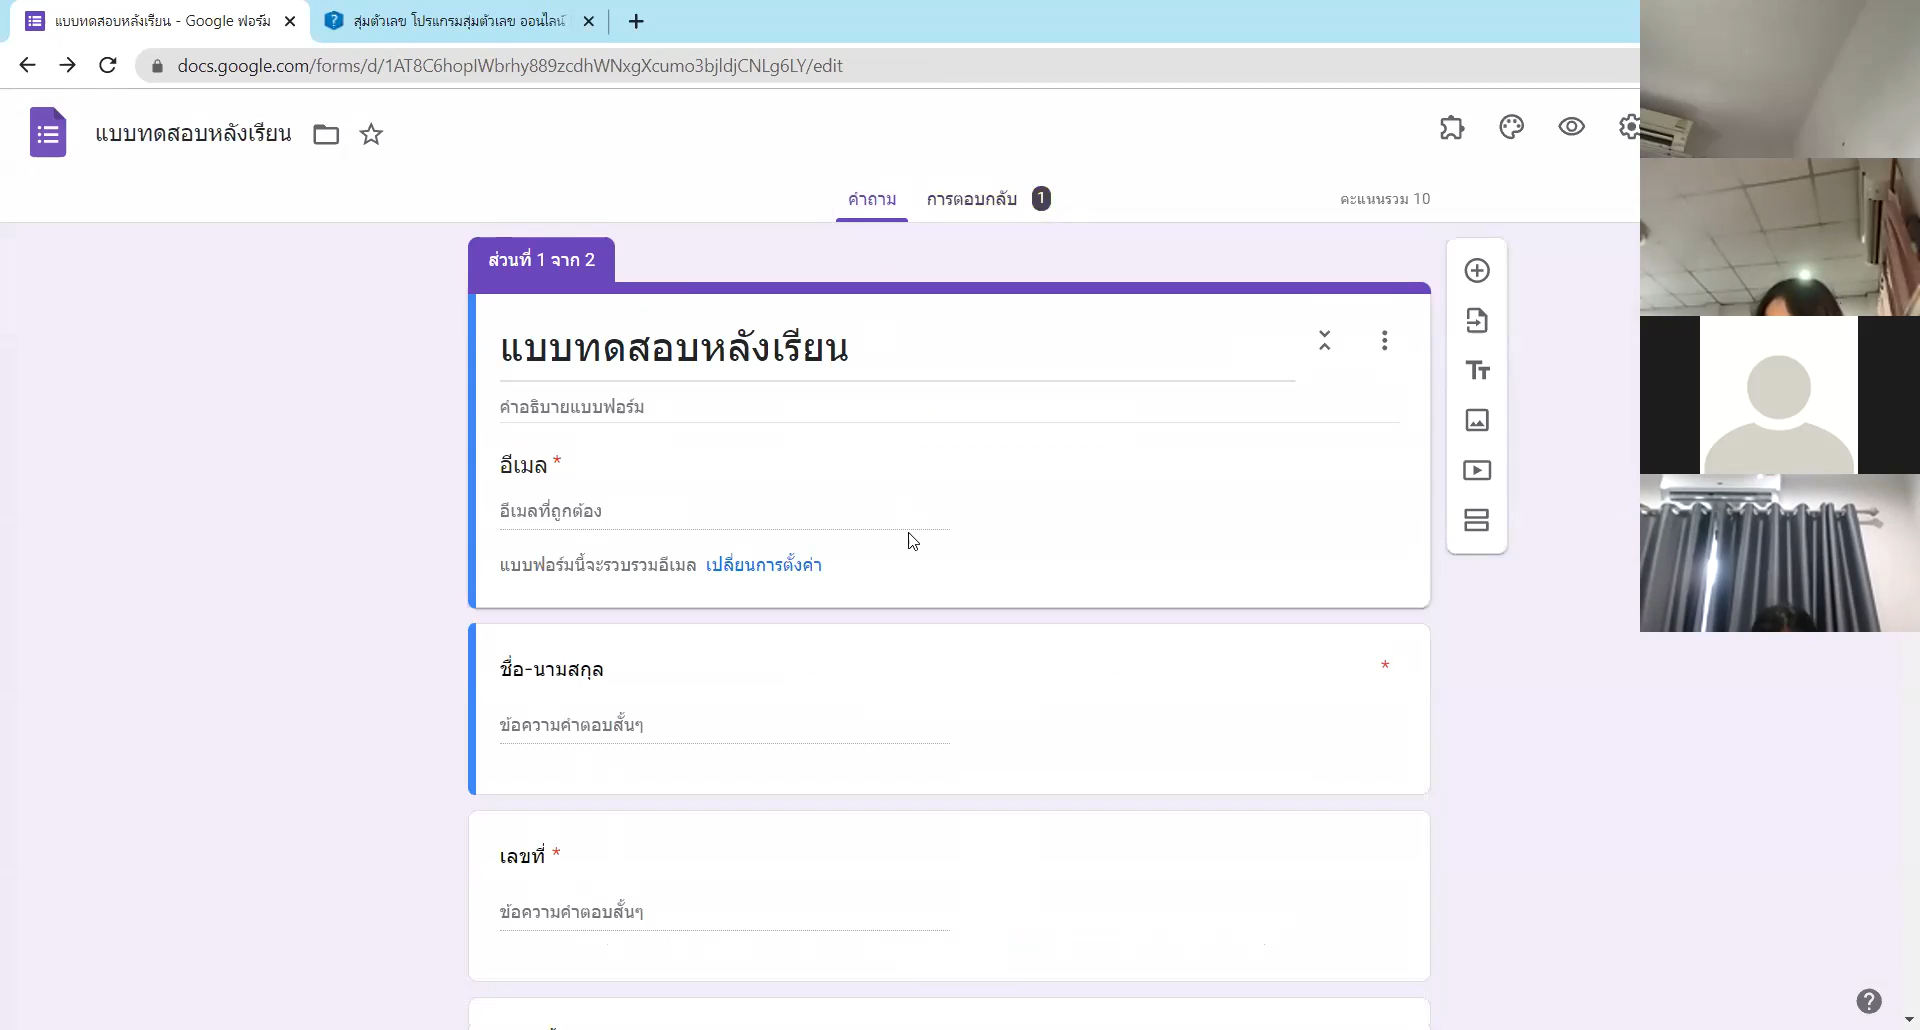 แบบทดสอบหลังเรียน - Google ฟอร์ม
สุ่มตัวเลข โปรแกรมสุ่มตัวเลข ออนไลน์
docs.google.com/forms/d/1AT8C6hopIWbrhy889zcdhWNxgXcumo3bjldjCNLg6LY/edit
แบบทดสอบหลังเรียน
คำถาม การตอบกลับ 1 คะแนนรวม 10
ส่วนที่ 1 จาก 2
แบบทดสอบหลังเรียน
คำอธิบายแบบฟอร์ม
อีเมล *
อีเมลที่ถูกต้อง
แบบฟอร์มนี้จะรวบรวมอีเมล เปลี่ยนการตั้งค่า
ชื่อ-นามสกุล *
ข้อความคำตอบสั้นๆ
เลขที่ *
ข้อความคำตอบสั้นๆ